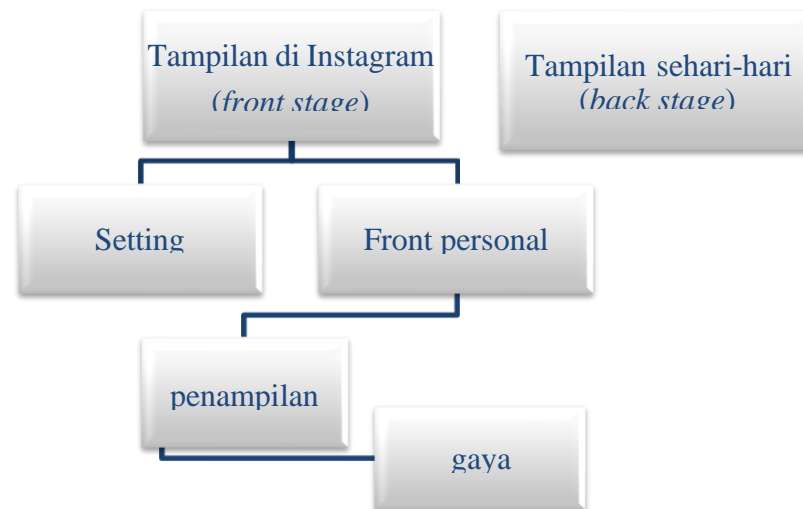 Tampilan di Instagram
(front stage)
Tampilan sehari-hari
(back stage)
Setting
Front personal
penampilan
gaya